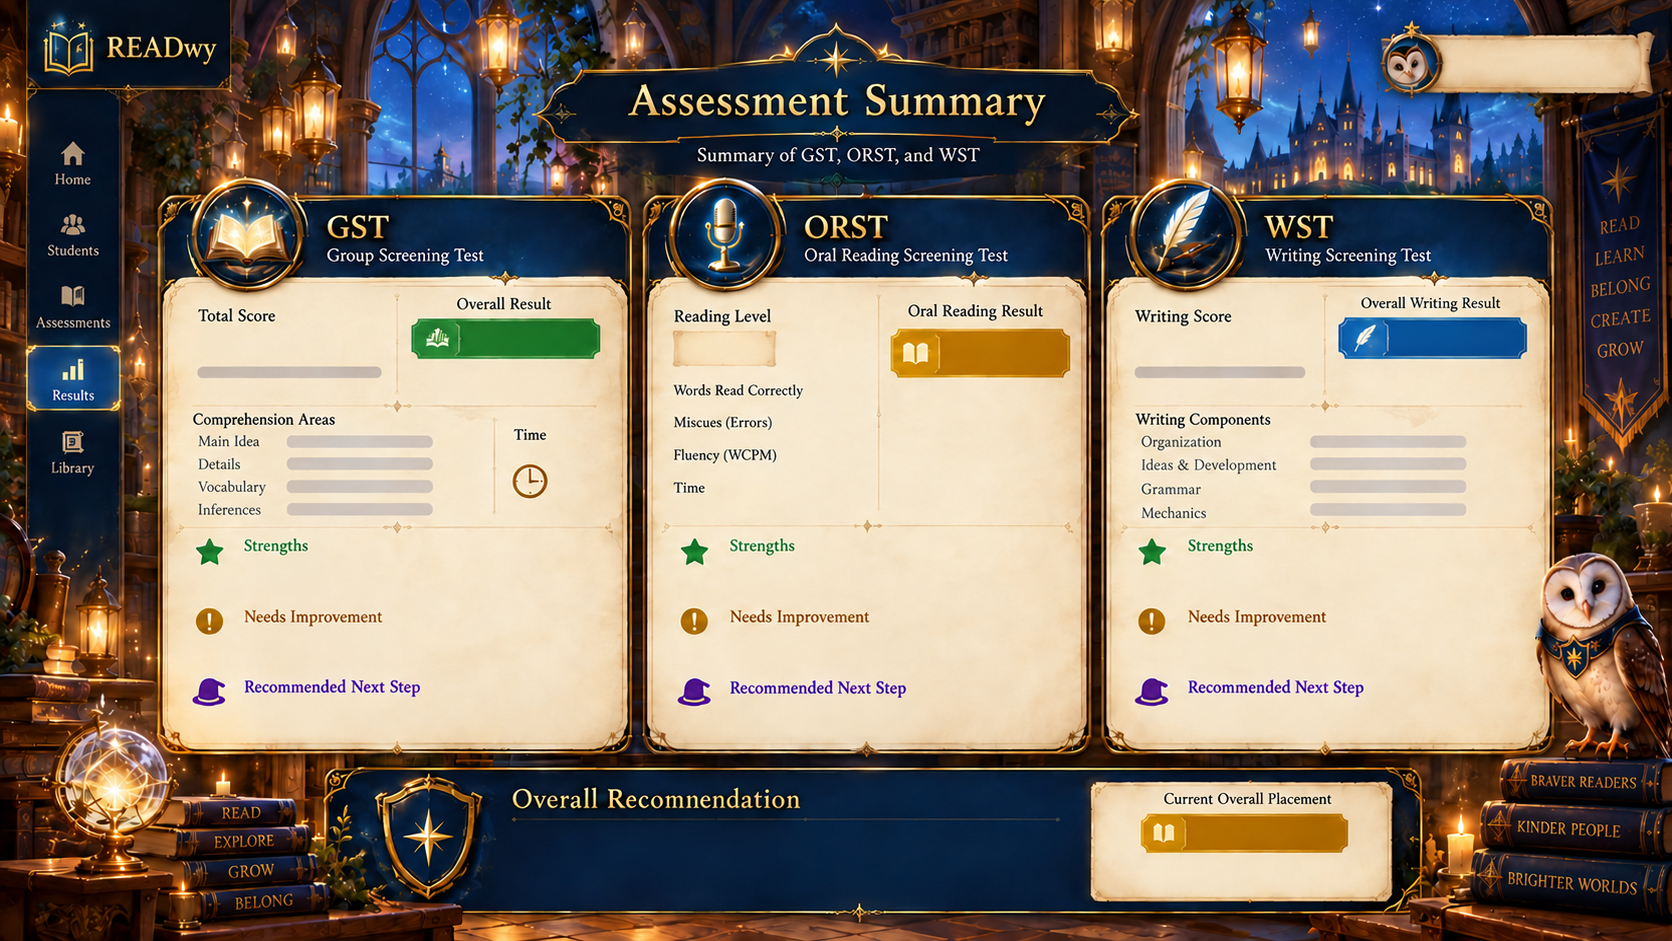 READwy
Home
Students
Assessments
Results
Library
Assessment Summary
Summary of GST, ORST, and WST
GST
Group Screening Test
Total Score
Overall Result
Comprehension Areas
Main Idea
Details
Vocabulary
Inferences
Time
Strengths
Needs Improvement
Recommended Next Step
ORST
Oral Reading Screening Test
Reading Level
Oral Reading Result
Words Read Correctly
Miscues (Errors)
Fluency (WCPM)
Time
Strengths
Needs Improvement
Recommended Next Step
WST
Writing Screening Test
Writing Score
Overall Writing Result
Writing Components
Organization
Ideas & Development
Grammar
Mechanics
Strengths
Needs Improvement
Recommended Next Step
READ
LEARN
BELONG
CREATE
GROW
Overall Recomnendation
Current Overall Placement
READ
EXPLORE
GROW
BELONG
BRAVER READERS
KINDER PEOPLE
BRIGHTER WORLDS